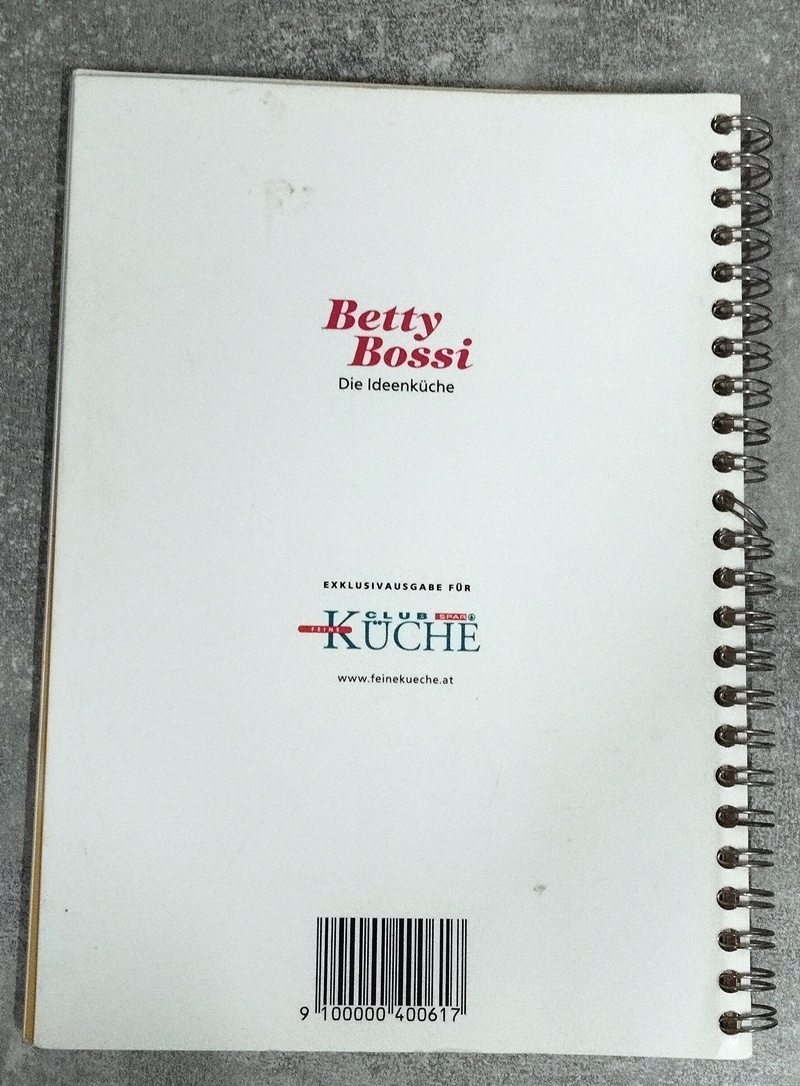 Betty
Bossi
Die Ideenküche
EXKLUSIVAUSGABE FÜR
CLUB SPAR
FEINE KÜCHE
www.feinekueche.at
9 100000 400617